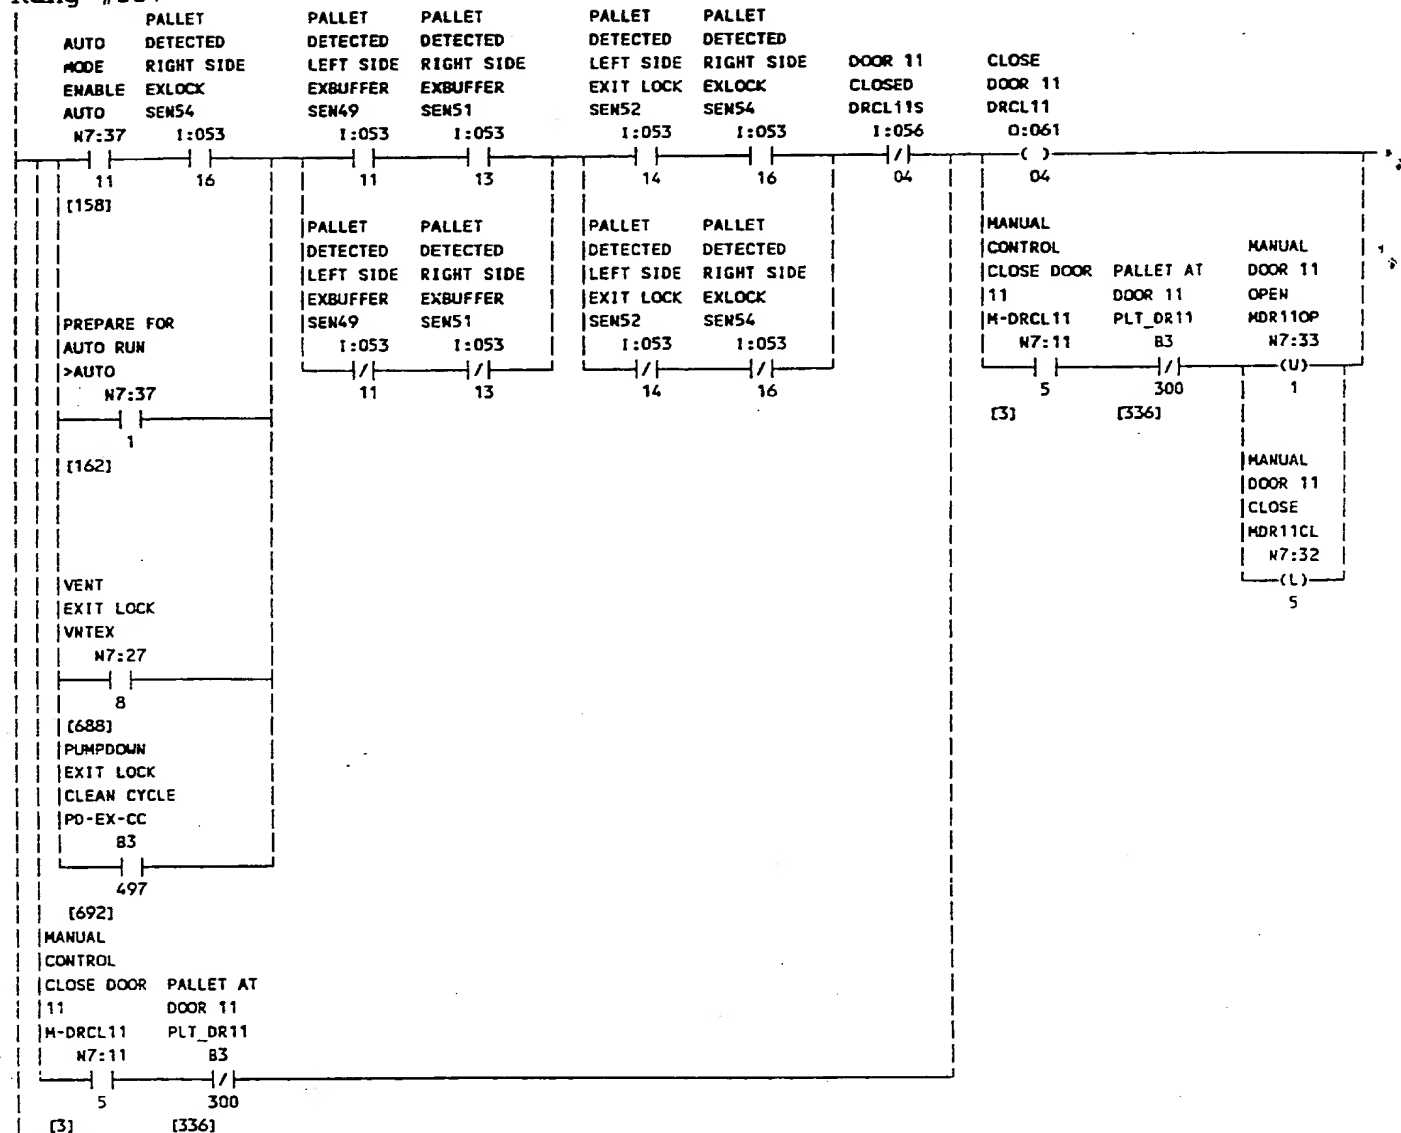 PALLET PALLET PALLET PALLET PALLET
AUTO DETECTED DETECTED DETECTED DETECTED DETECTED
MODE RIGHT SIDE LEFT SIDE RIGHT SIDE LEFT SIDE RIGHT SIDE DOOR 11 CLOSE
ENABLE EXLOCK EXBUFFER EXBUFFER EXIT LOCK EXLOCK CLOSED DOOR 11
AUTO SEN54 SEN49 SEN51 SEN52 SEN54 DRCL11S DRCL11
N7:37 I:053 I:053 I:053 I:053 I:053 I:056 O:061
11 16 11 13 14 16 04 04
[158]
PALLET PALLET PALLET PALLET MANUAL
DETECTED DETECTED DETECTED DETECTED CONTROL MANUAL
LEFT SIDE RIGHT SIDE LEFT SIDE RIGHT SIDE CLOSE DOOR PALLET AT DOOR 11
EXBUFFER EXBUFFER EXIT LOCK EXLOCK 11 DOOR 11 OPEN
PREPARE FOR SEN49 SEN51 SEN52 SEN54 M-DRCL11 PLT_DR11 MDR11OP
AUTO RUN I:053 I:053 I:053 I:053 N7:11 B3 N7:33
>AUTO (U)
N7:37 11 13 14 16 5 300 1
[3] [336]
1
[162] MANUAL
DOOR 11
CLOSE
MDR11CL
N7:32
VENT (L)
EXIT LOCK 5
VNTEX
N7:27
8
[688]
PUMPDOWN
EXIT LOCK
CLEAN CYCLE
PD-EX-CC
B3
497
[692]
MANUAL
CONTROL
CLOSE DOOR PALLET AT
11 DOOR 11
M-DRCL11 PLT_DR11
N7:11 B3
5 300
[3] [336]